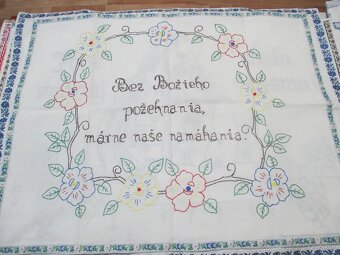 Bez Božieho
požehnania,
márne naše namáhania.